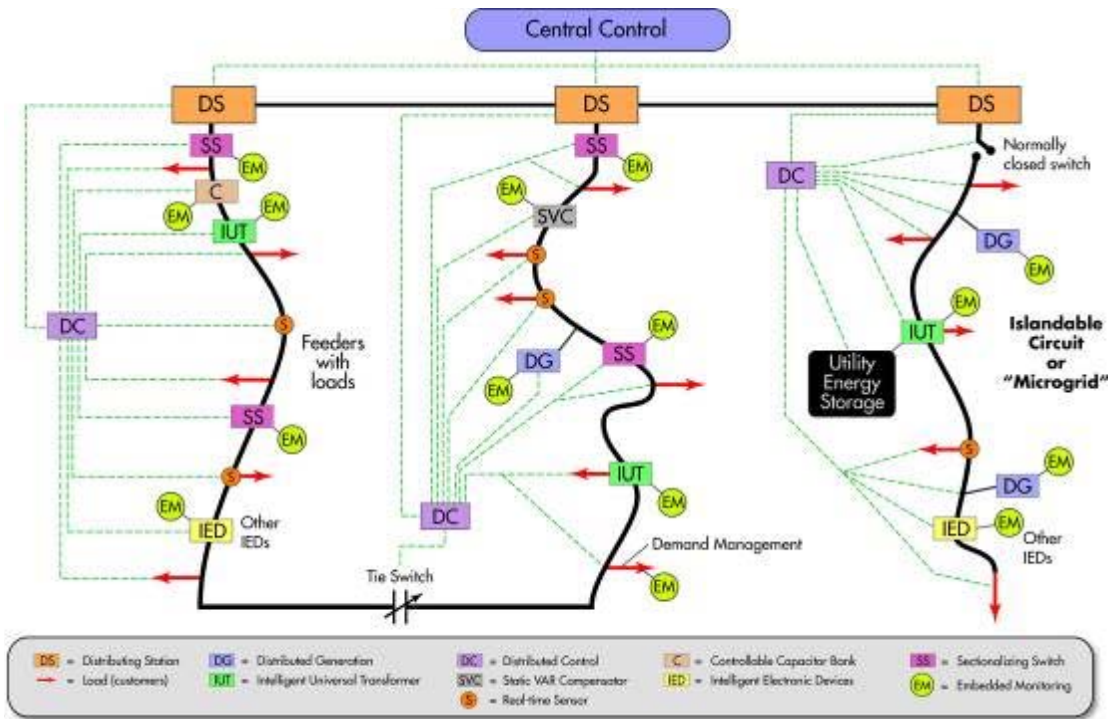 Central Control
DS
DS
DS
SS
EM
C
EM
EM
IUT
DC
S
Feeders
with
loads
SS
EM
S
EM
IED
Other
IEDs
SS
EM
EM
SVC
S
S
EM
DG
SS
EM
IUT
EM
DC
Demand Management
EM
Tie Switch
Normally
closed switch
DC
DG
EM
EM
IUT
Islandable
Circuit
or
"Microgrid"
Utility
Energy
Storage
S
EM
DG
IED
EM
Other
IEDs
DS = Distributing Station
DG = Distributed Generation
DC = Distributed Control
C = Controllable Capacitor Bank
SS = Sectionalizing Switch
= Load (customers)
IUT = Intelligent Universal Transformer
SVC = Static VAR Compensator
IED = Intelligent Electronic Devices
EM = Embedded Monitoring
S = Real-time Sensor